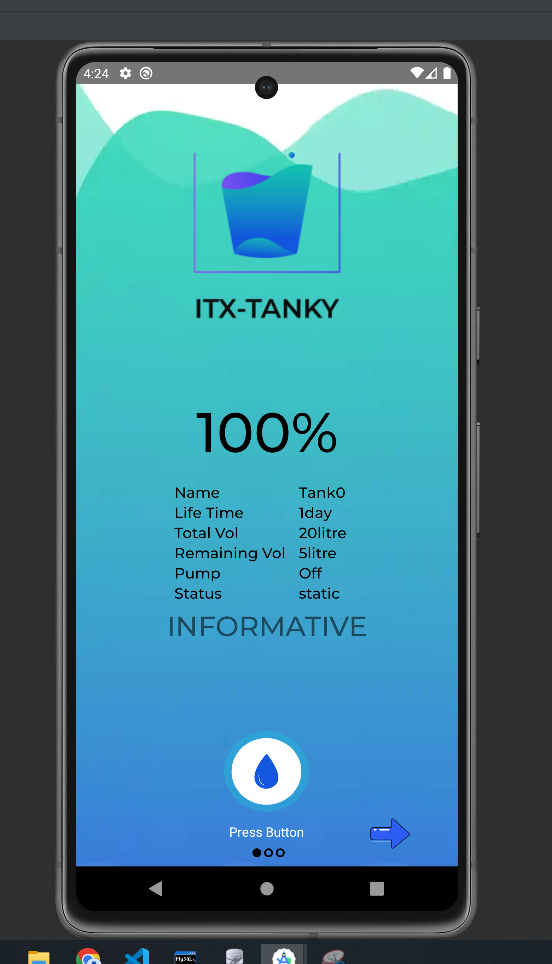 4:24
ITX-TANKY
100%
Name Tank0
Life Time 1day
Total Vol 20litre
Remaining Vol 5litre
Pump Off
Status static
INFORMATIVE
Press Button